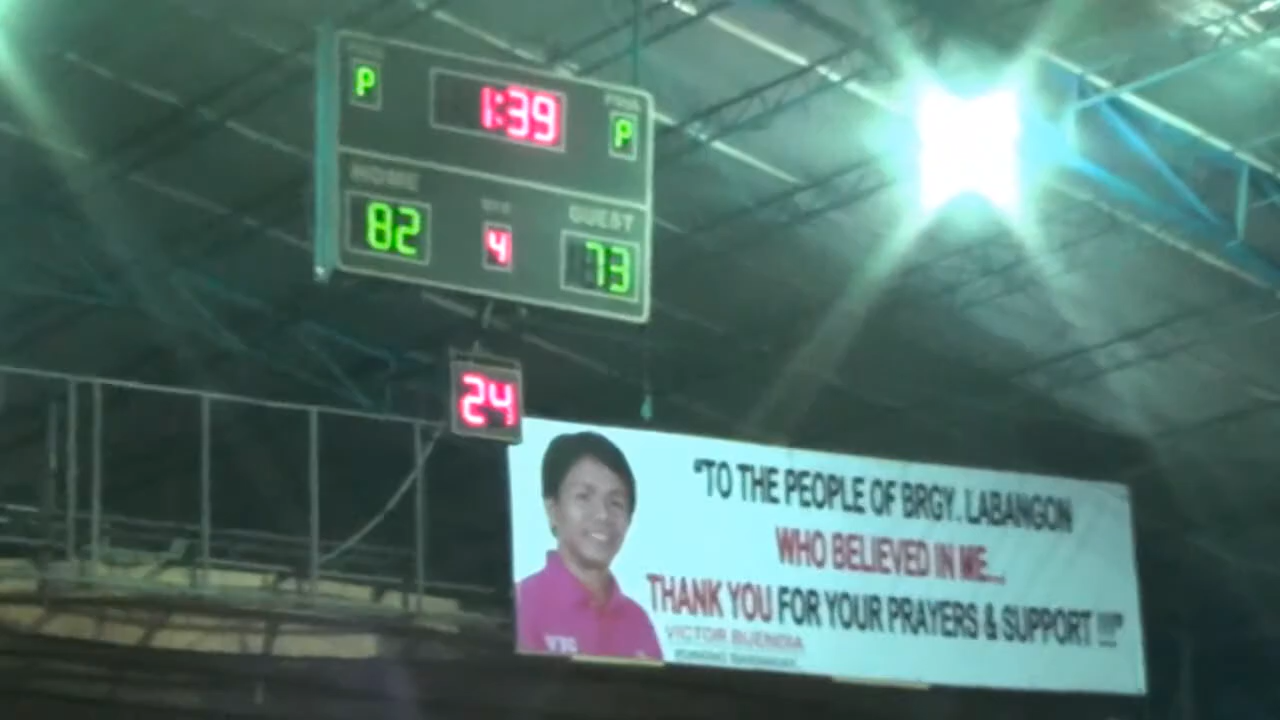 P
1:39
P
HOME
GUEST
82
4
73
24
"TO THE PEOPLE OF BRGY. LABANGON
WHO BELIEVED IN ME...
THANK YOU FOR YOUR PRAYERS & SUPPORT !!!"
VICTOR BUENDIA